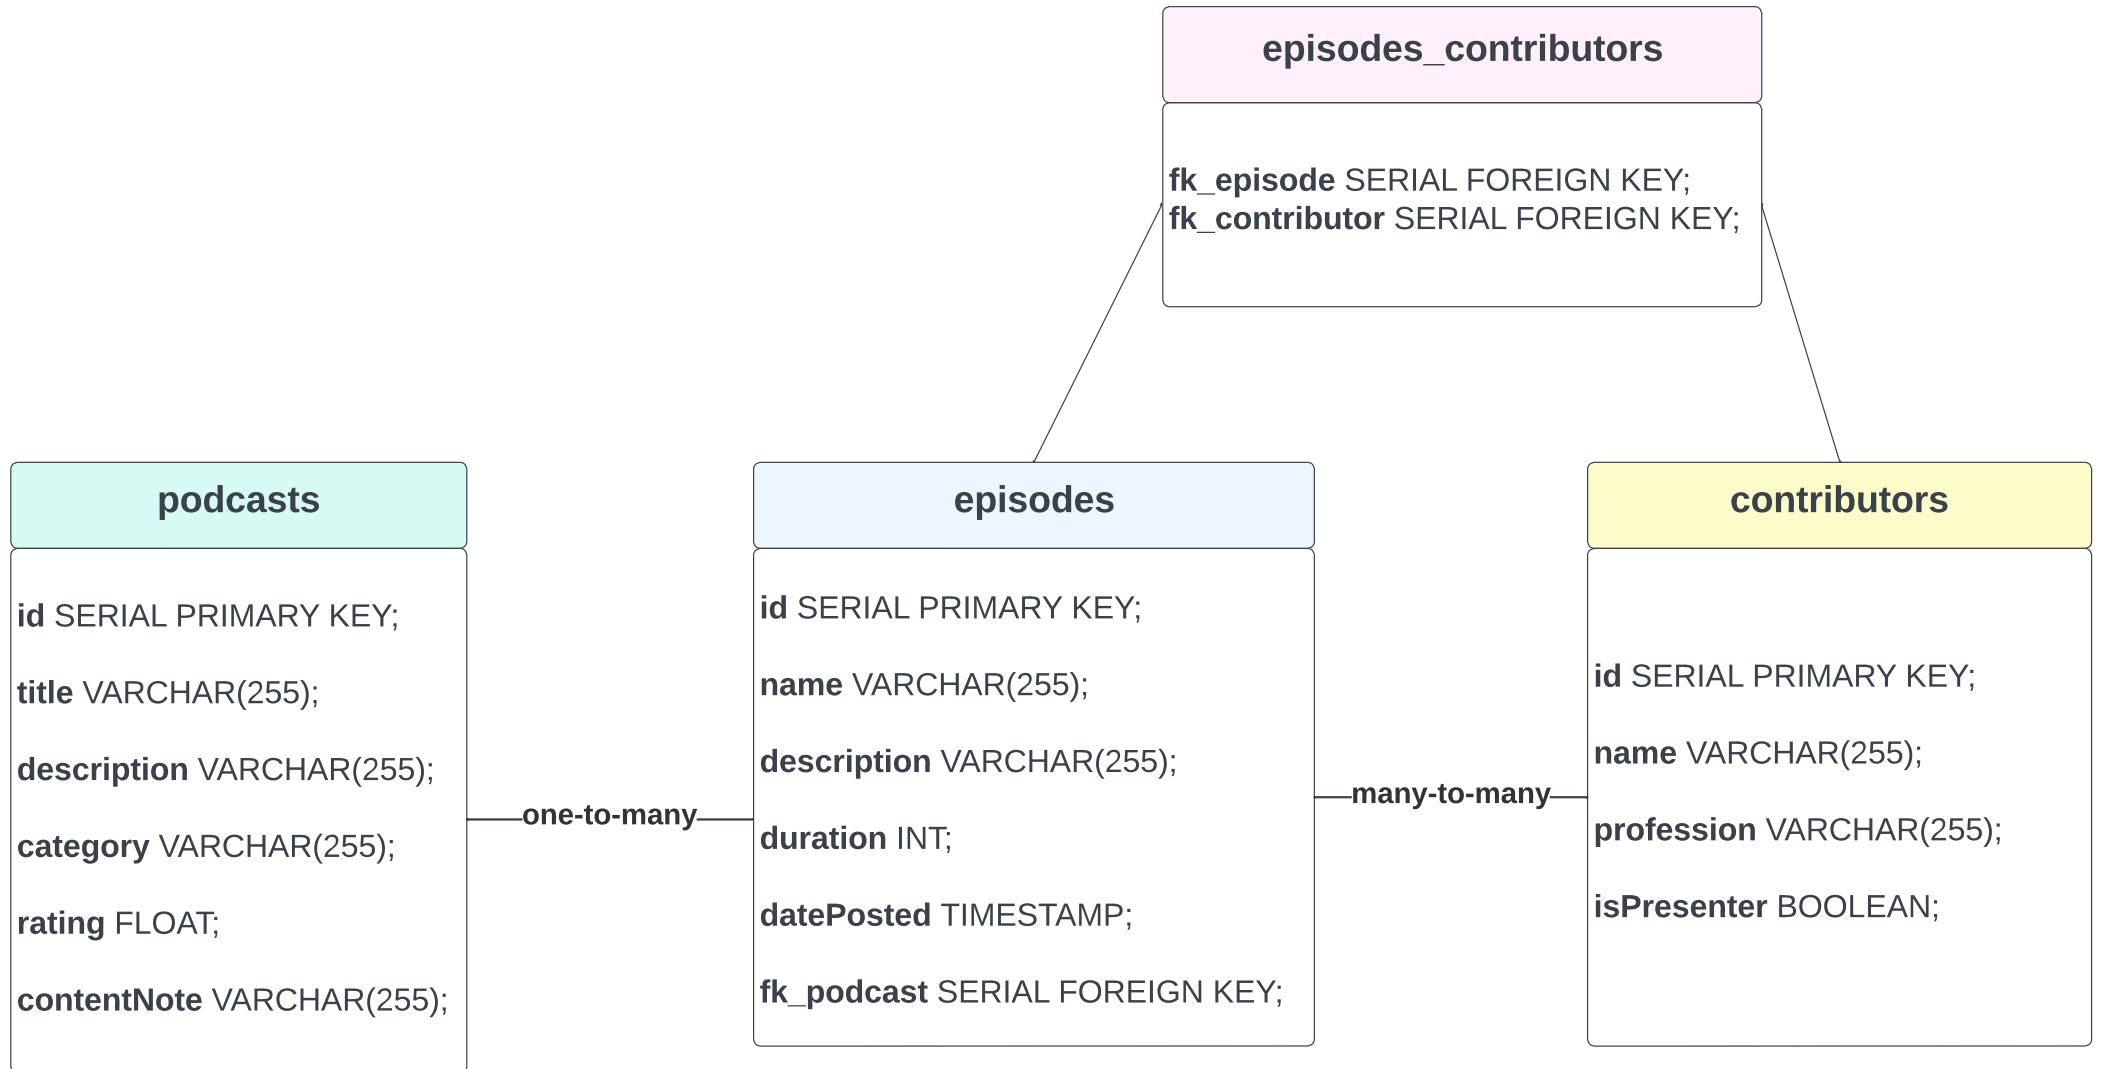 episodes_contributors
fk_episode SERIAL FOREIGN KEY;
fk_contributor SERIAL FOREIGN KEY;
podcasts
id SERIAL PRIMARY KEY;
title VARCHAR(255);
description VARCHAR(255);
category VARCHAR(255);
rating FLOAT;
contentNote VARCHAR(255);
one-to-many
episodes
id SERIAL PRIMARY KEY;
name VARCHAR(255);
description VARCHAR(255);
duration INT;
datePosted TIMESTAMP;
fk_podcast SERIAL FOREIGN KEY;
many-to-many
contributors
id SERIAL PRIMARY KEY;
name VARCHAR(255);
profession VARCHAR(255);
isPresenter BOOLEAN;